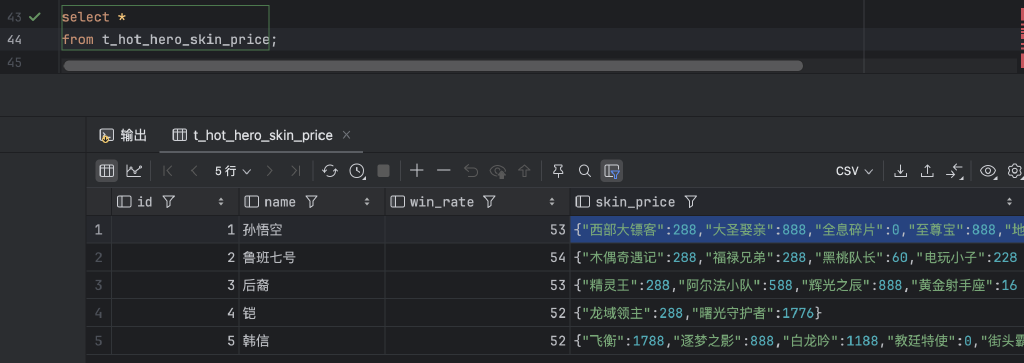 43 select *
44 from t_hot_hero_skin_price;
45
输出 t_hot_hero_skin_price
5 行 CSV
id name win_rate skin_price
1 1 孙悟空 53 {"西部大镖客":288,"大圣娶亲":888,"全息碎片":0,"至尊宝":888,"地
2 2 鲁班七号 54 {"木偶奇遇记":288,"福禄兄弟":288,"黑桃队长":60,"电玩小子":228
3 3 后裔 53 {"精灵王":288,"阿尔法小队":588,"辉光之辰":888,"黄金射手座":16
4 4 铠 52 {"龙域领主":288,"曙光守护者":1776}
5 5 韩信 52 {"飞衡":1788,"逐梦之影":888,"白龙吟":1188,"教廷特使":0,"街头霸